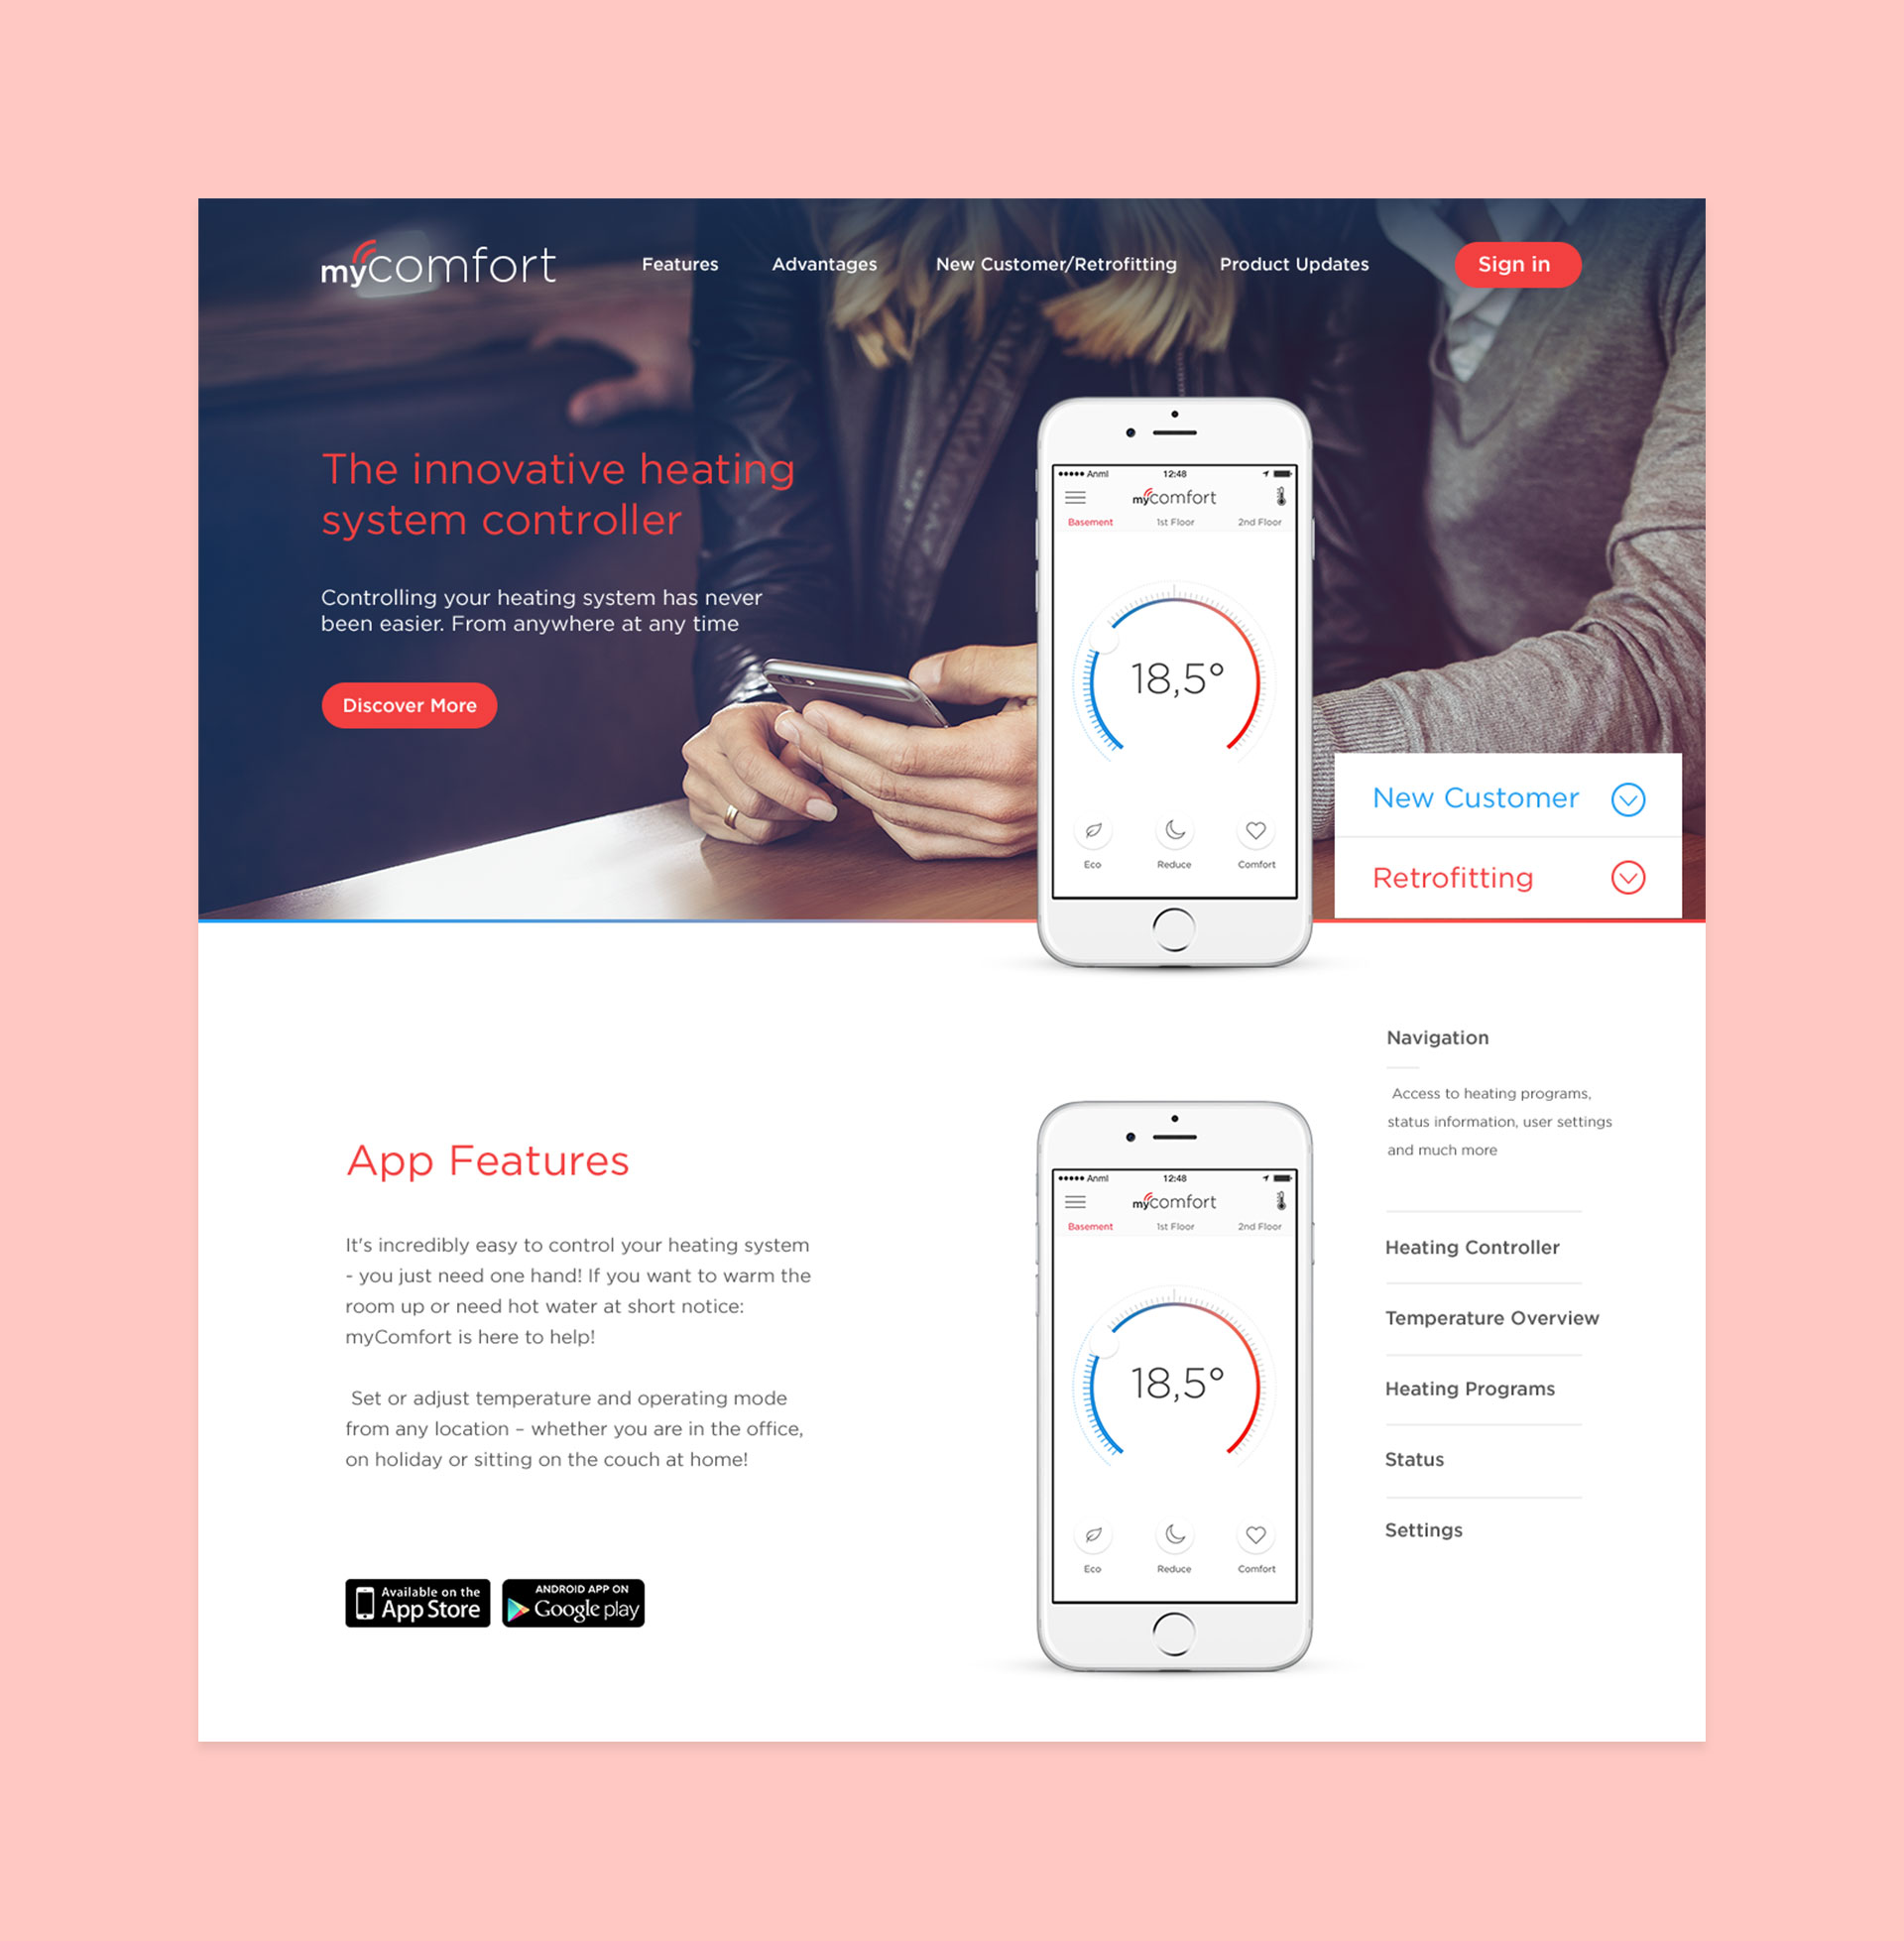 mycomfort
Features
Advantages
New Customer/Retrofitting
Product Updates
Sign in
The innovative heating
system controller
Controlling your heating system has never
been easier. From anywhere at any time
Discover More
Anml
12:48
mycomfort
Basement
1st Floor
2nd Floor
18,5°
Eco
Reduce
Comfort
New Customer
Retrofitting
App Features
It's incredibly easy to control your heating system
- you just need one hand! If you want to warm the
room up or need hot water at short notice:
myComfort is here to help!
Set or adjust temperature and operating mode
from any location – whether you are in the office,
on holiday or sitting on the couch at home!
Available on the
App Store
ANDROID APP ON
Google play
Anml
12:48
mycomfort
Basement
1st Floor
2nd Floor
18,5°
Eco
Reduce
Comfort
Navigation
Access to heating programs,
status information, user settings
and much more
Heating Controller
Temperature Overview
Heating Programs
Status
Settings